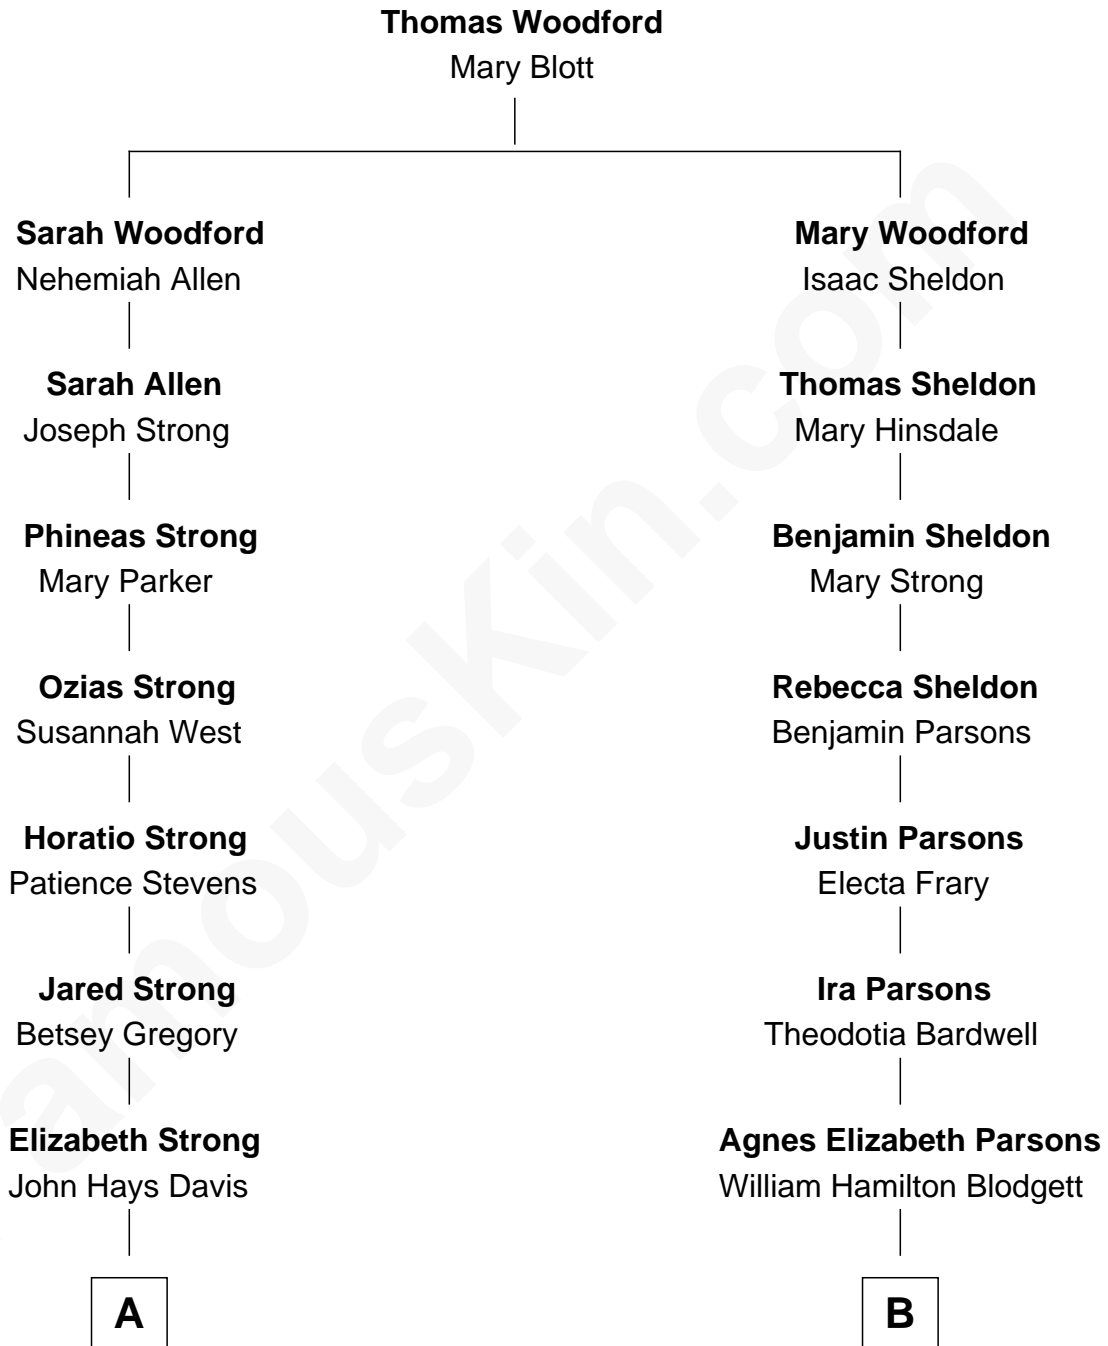 Thomas Woodford
Mary Blott
Sarah Woodford
Nehemiah Allen
Mary Woodford
Isaac Sheldon
Sarah Allen
Joseph Strong
Thomas Sheldon
Mary Hinsdale
Phineas Strong
Mary Parker
Benjamin Sheldon
Mary Strong
Ozias Strong
Susannah West
Rebecca Sheldon
Benjamin Parsons
Horatio Strong
Patience Stevens
Justin Parsons
Electa Frary
Jared Strong
Betsey Gregory
Ira Parsons
Theodotia Bardwell
Elizabeth Strong
John Hays Davis
Agnes Elizabeth Parsons
William Hamilton Blodgett
A
B
amouskin.com